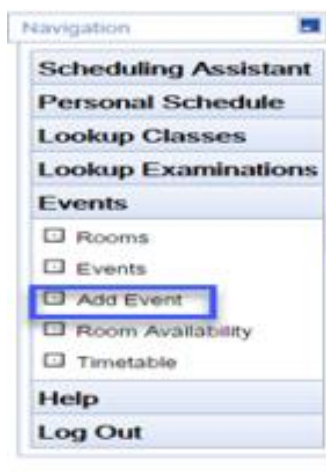 Navigation
Scheduling Assistant
Personal Schedule
Lookup Classes
Lookup Examinations
Events
Rooms
Events
Add Event
Room Availability
Timetable
Help
Log Out